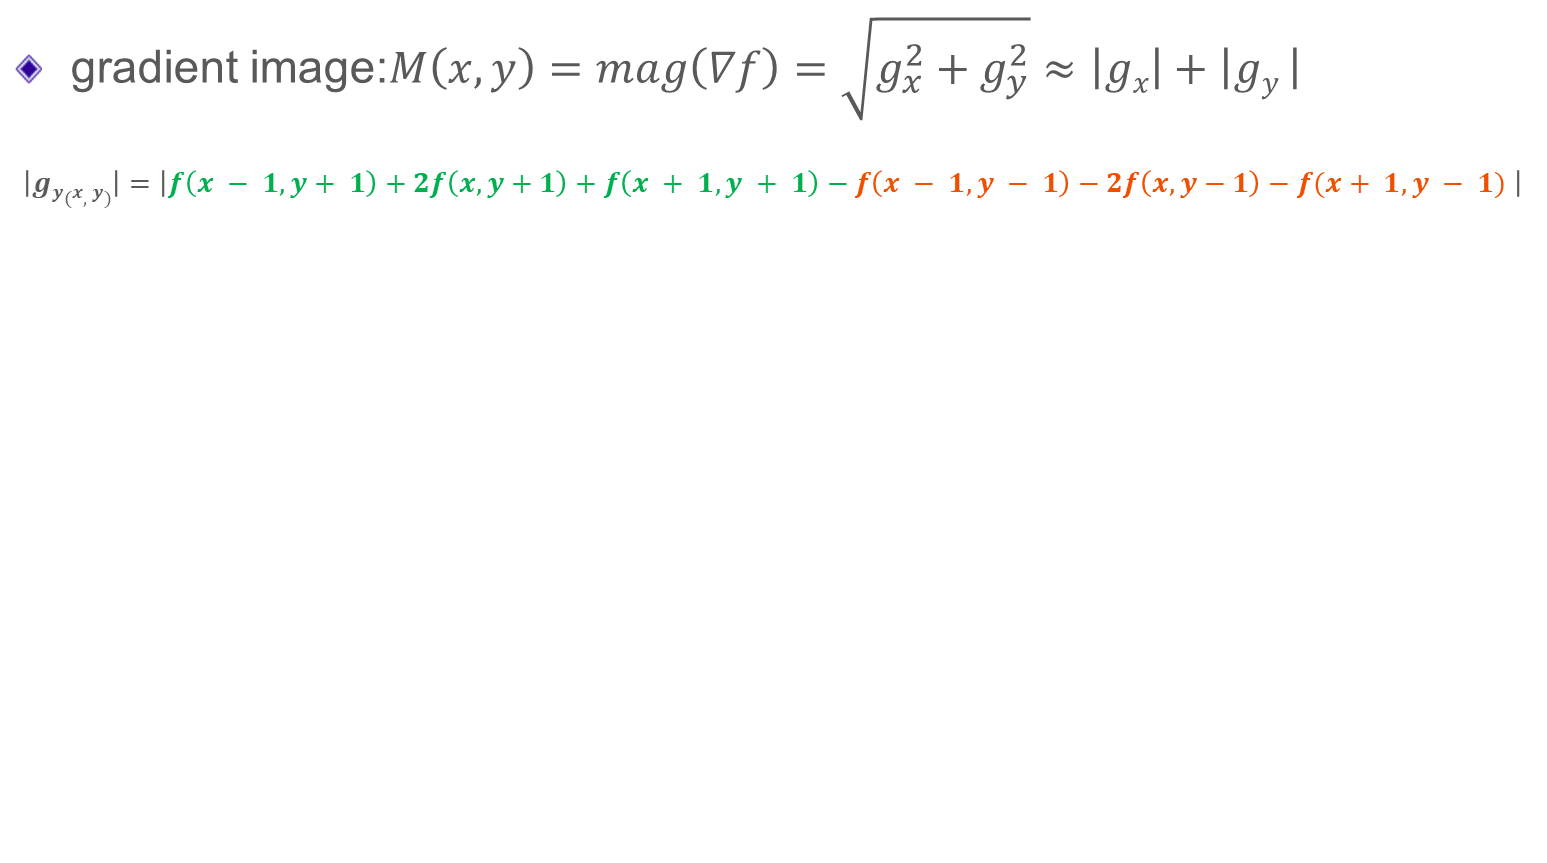 gradient image:M(x, y) = mag(∇f) = √(g_x^2 + g_y^2) ≈ |g_x| + |g_y|
|g_y(x, y)| = |f(x − 1, y + 1) + 2f(x, y + 1) + f(x + 1, y + 1) − f(x − 1, y − 1) − 2f(x, y − 1) − f(x + 1, y − 1) |